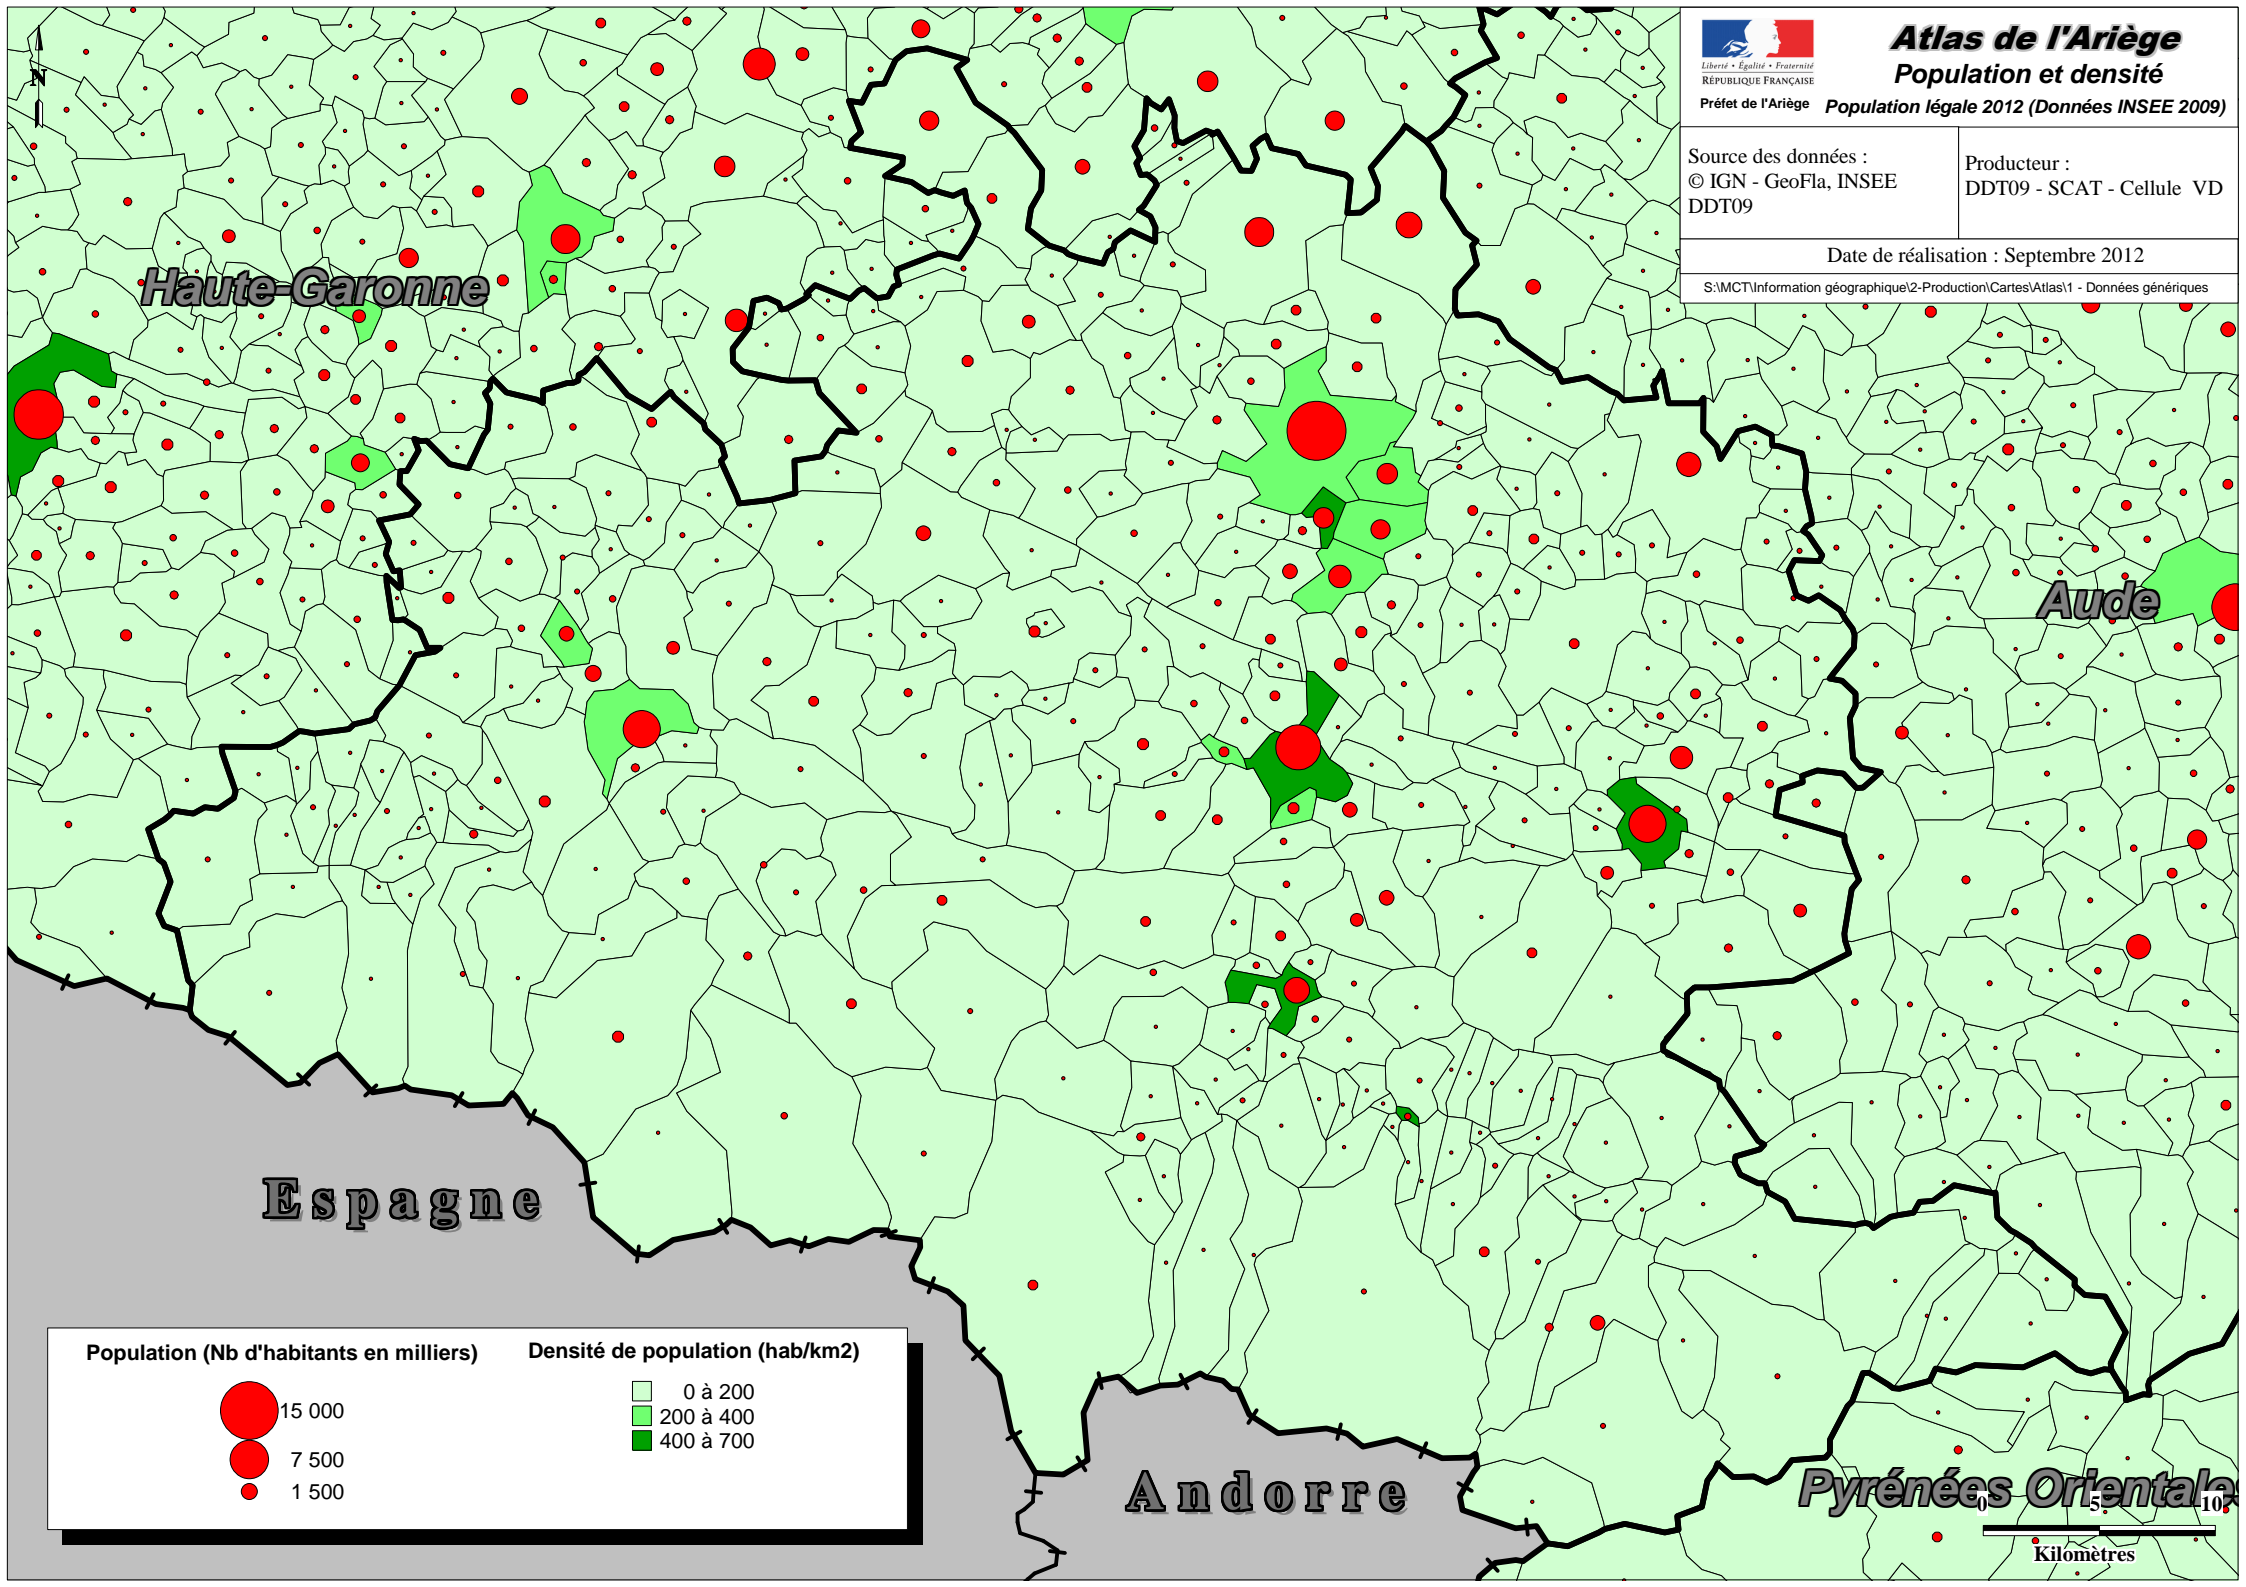 N
Liberté • Égalité • Fraternité
RÉPUBLIQUE FRANÇAISE
Préfet de l'Ariège
Atlas de l'Ariège
Population et densité
Population légale 2012 (Données INSEE 2009)
Source des données :
© IGN - GeoFla, INSEE
DDT09
Producteur :
DDT09 - SCAT - Cellule VD
Date de réalisation : Septembre 2012
S:\MCT\Information géographique\2-Production\Cartes\Atlas\1 - Données génériques
Haute-Garonne
Aude
Espagne
Andorre
Pyrénées Orientales
Population (Nb d'habitants en milliers)
15 000
7 500
1 500
Densité de population (hab/km2)
0 à 200
200 à 400
400 à 700
0 5 10
Kilomètres